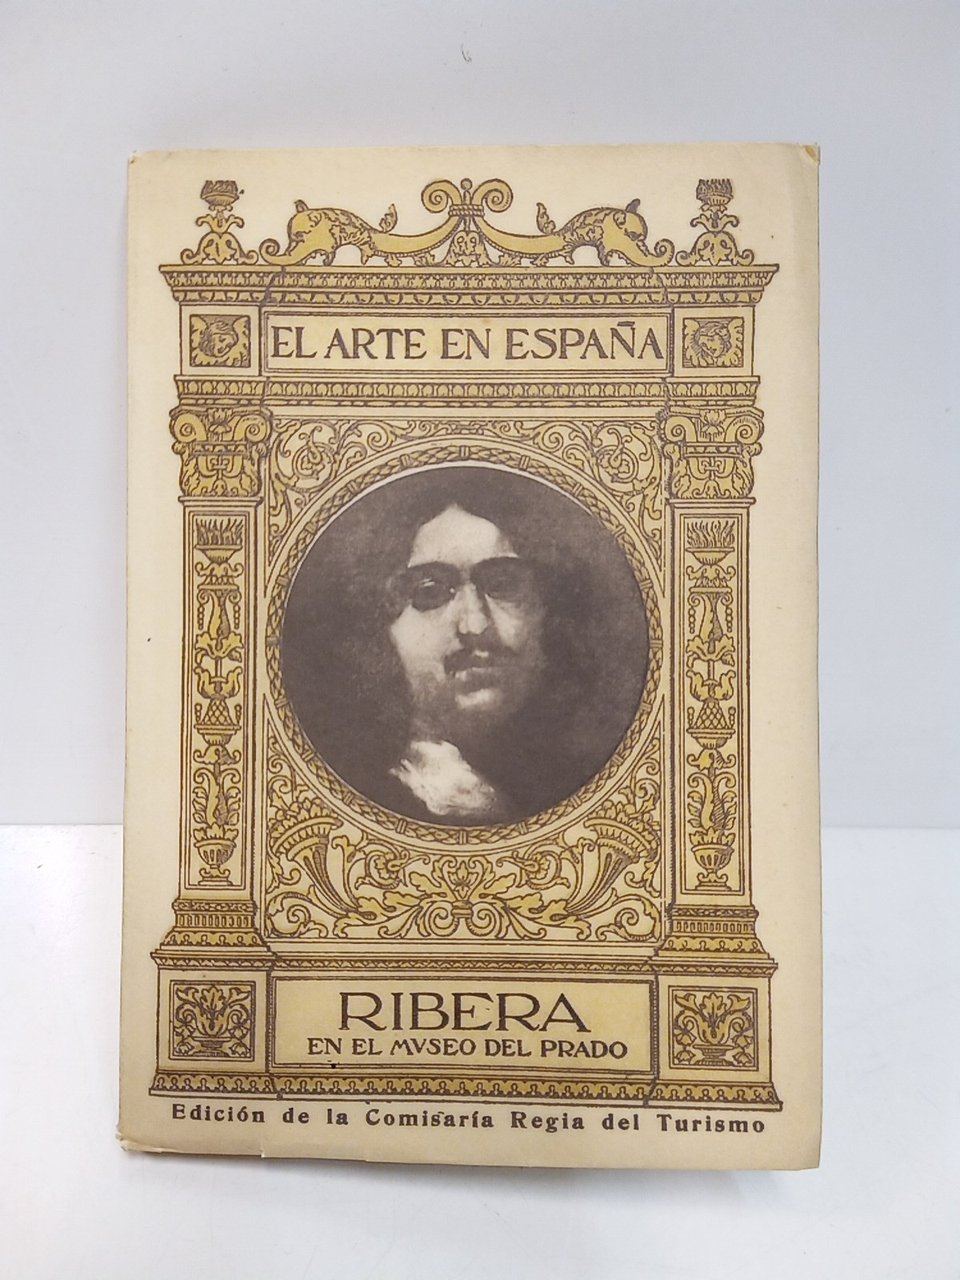 EL ARTE EN ESPAÑA
RIBERA
EN EL MVSEO DEL PRADO
Edición de la Comisaría Regia del Turismo